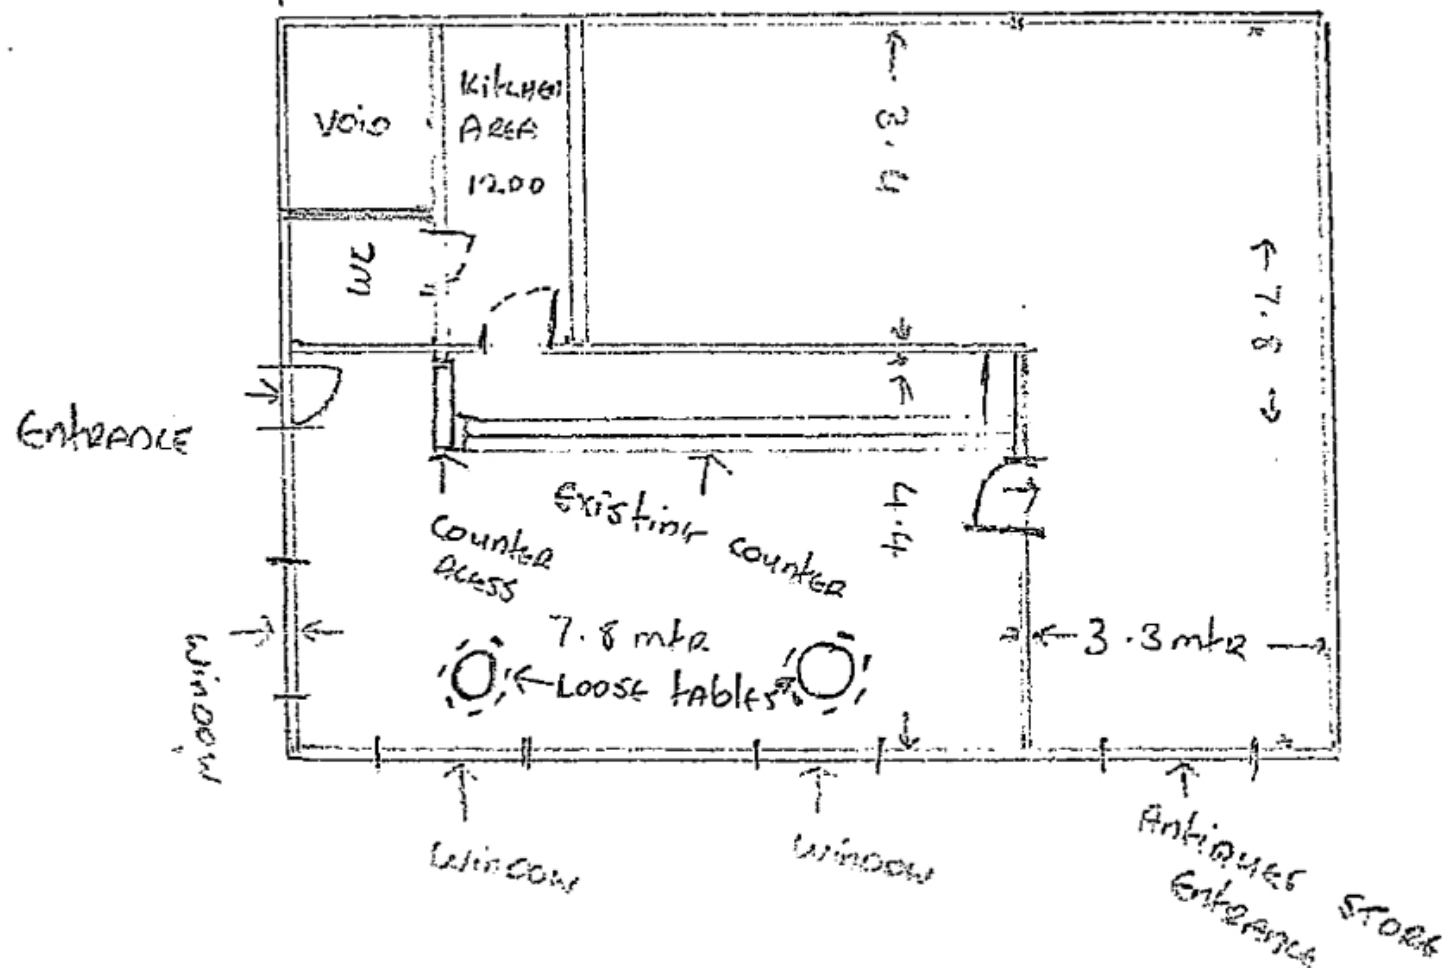 VOID
KitcHEn
AREA
12.00
3.4
WC
7.8
EntRANCE
Existing counter
4.4
Counter
Acess
7.8 mtR
3.3 mtR
Loose tAbles
WinDOW
WinDOW
WinDOW
Antiques STORE
EntRANCE